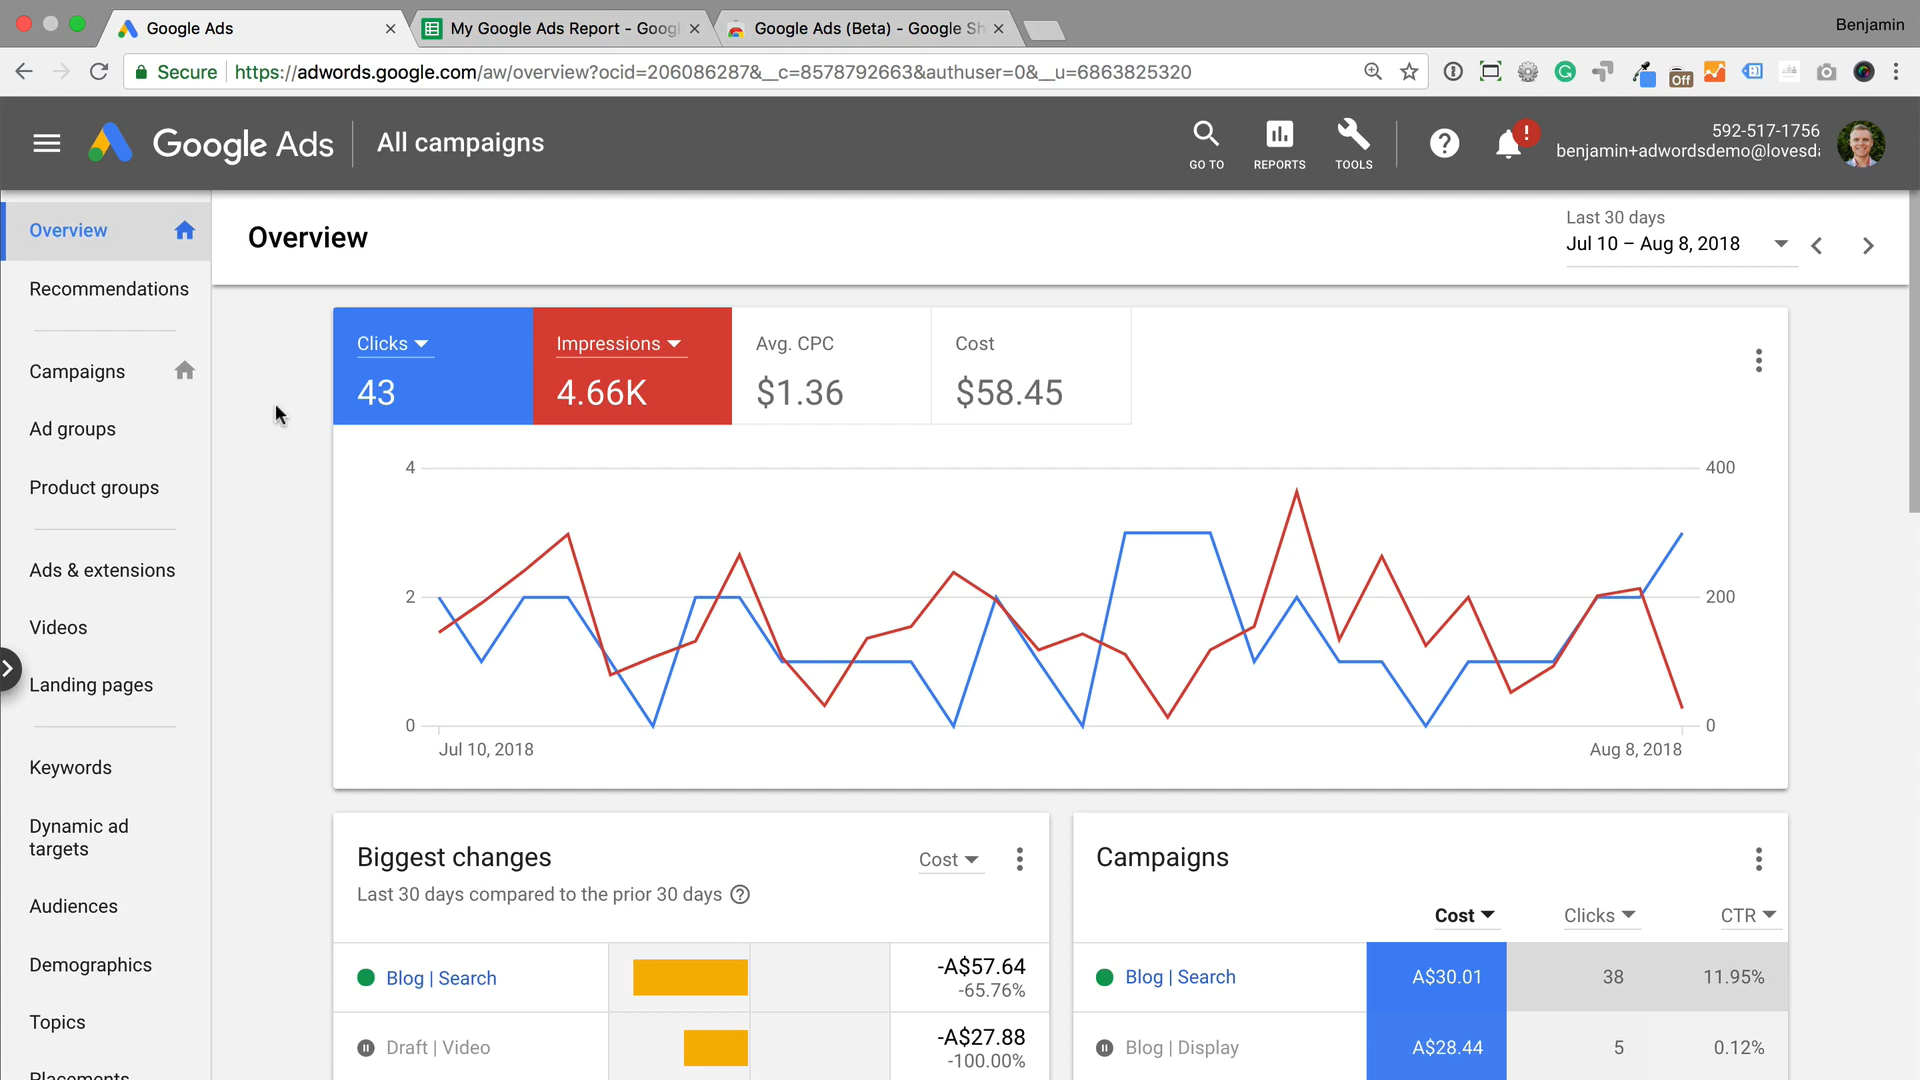 Google Ads
My Google Ads Report - Goog
Google Ads (Beta) - Google Sh
Benjamin
Secure
https://adwords.google.com/aw/overview?ocid=206086287&__c=8578792663&authuser=0&__u=6863825320
Off
Google Ads
All campaigns
GO TO
REPORTS
TOOLS
?
!
592-517-1756
benjamin+adwordsdemo@lovesda
Overview
Recommendations
Campaigns
Ad groups
Product groups
Ads & extensions
Videos
Landing pages
Keywords
Dynamic ad
targets
Audiences
Demographics
Topics
Placements
Overview
Last 30 days
Jul 10 – Aug 8, 2018
Clicks
43
Impressions
4.66K
Avg. CPC
$1.36
Cost
$58.45
4
400
2
200
0
0
Jul 10, 2018
Aug 8, 2018
Biggest changes
Cost
Last 30 days compared to the prior 30 days ?
Blog | Search
-A$57.64
-65.76%
Draft | Video
-A$27.88
-100.00%
Campaigns
Cost
Clicks
CTR
Blog | Search
A$30.01
38
11.95%
Blog | Display
A$28.44
5
0.12%